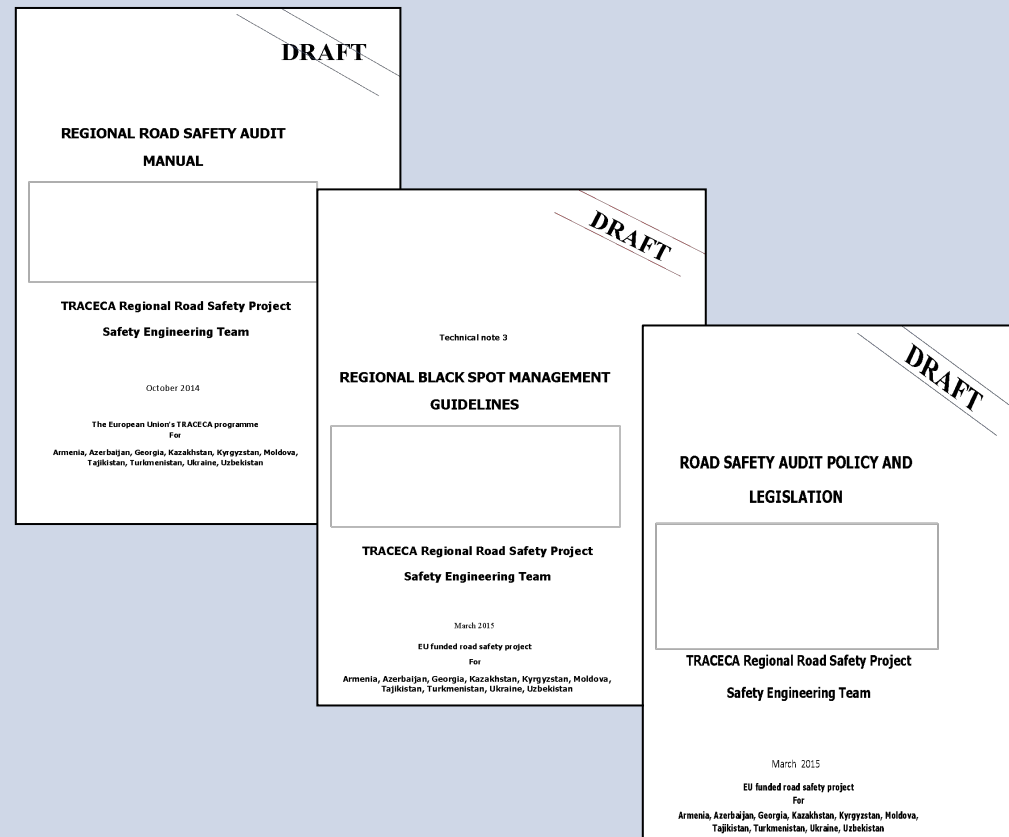 DRAFT
REGIONAL ROAD SAFETY AUDIT
MANUAL
TRACECA Regional Road Safety Project
Safety Engineering Team
October 2014
The European Union's TRACECA programme
For
Armenia, Azerbaijan, Georgia, Kazakhstan, Kyrgyzstan, Moldova,
Tajikistan, Turkmenistan, Ukraine, Uzbekistan
DRAFT
Technical note 3
REGIONAL BLACK SPOT MANAGEMENT
GUIDELINES
TRACECA Regional Road Safety Project
Safety Engineering Team
March 2015
EU funded road safety project
For
Armenia, Azerbaijan, Georgia, Kazakhstan, Kyrgyzstan, Moldova,
Tajikistan, Turkmenistan, Ukraine, Uzbekistan
DRAFT
ROAD SAFETY AUDIT POLICY AND
LEGISLATION
TRACECA Regional Road Safety Project
Safety Engineering Team
March 2015
EU funded road safety project
For
Armenia, Azerbaijan, Georgia, Kazakhstan, Kyrgyzstan, Moldova,
Tajikistan, Turkmenistan, Ukraine, Uzbekistan